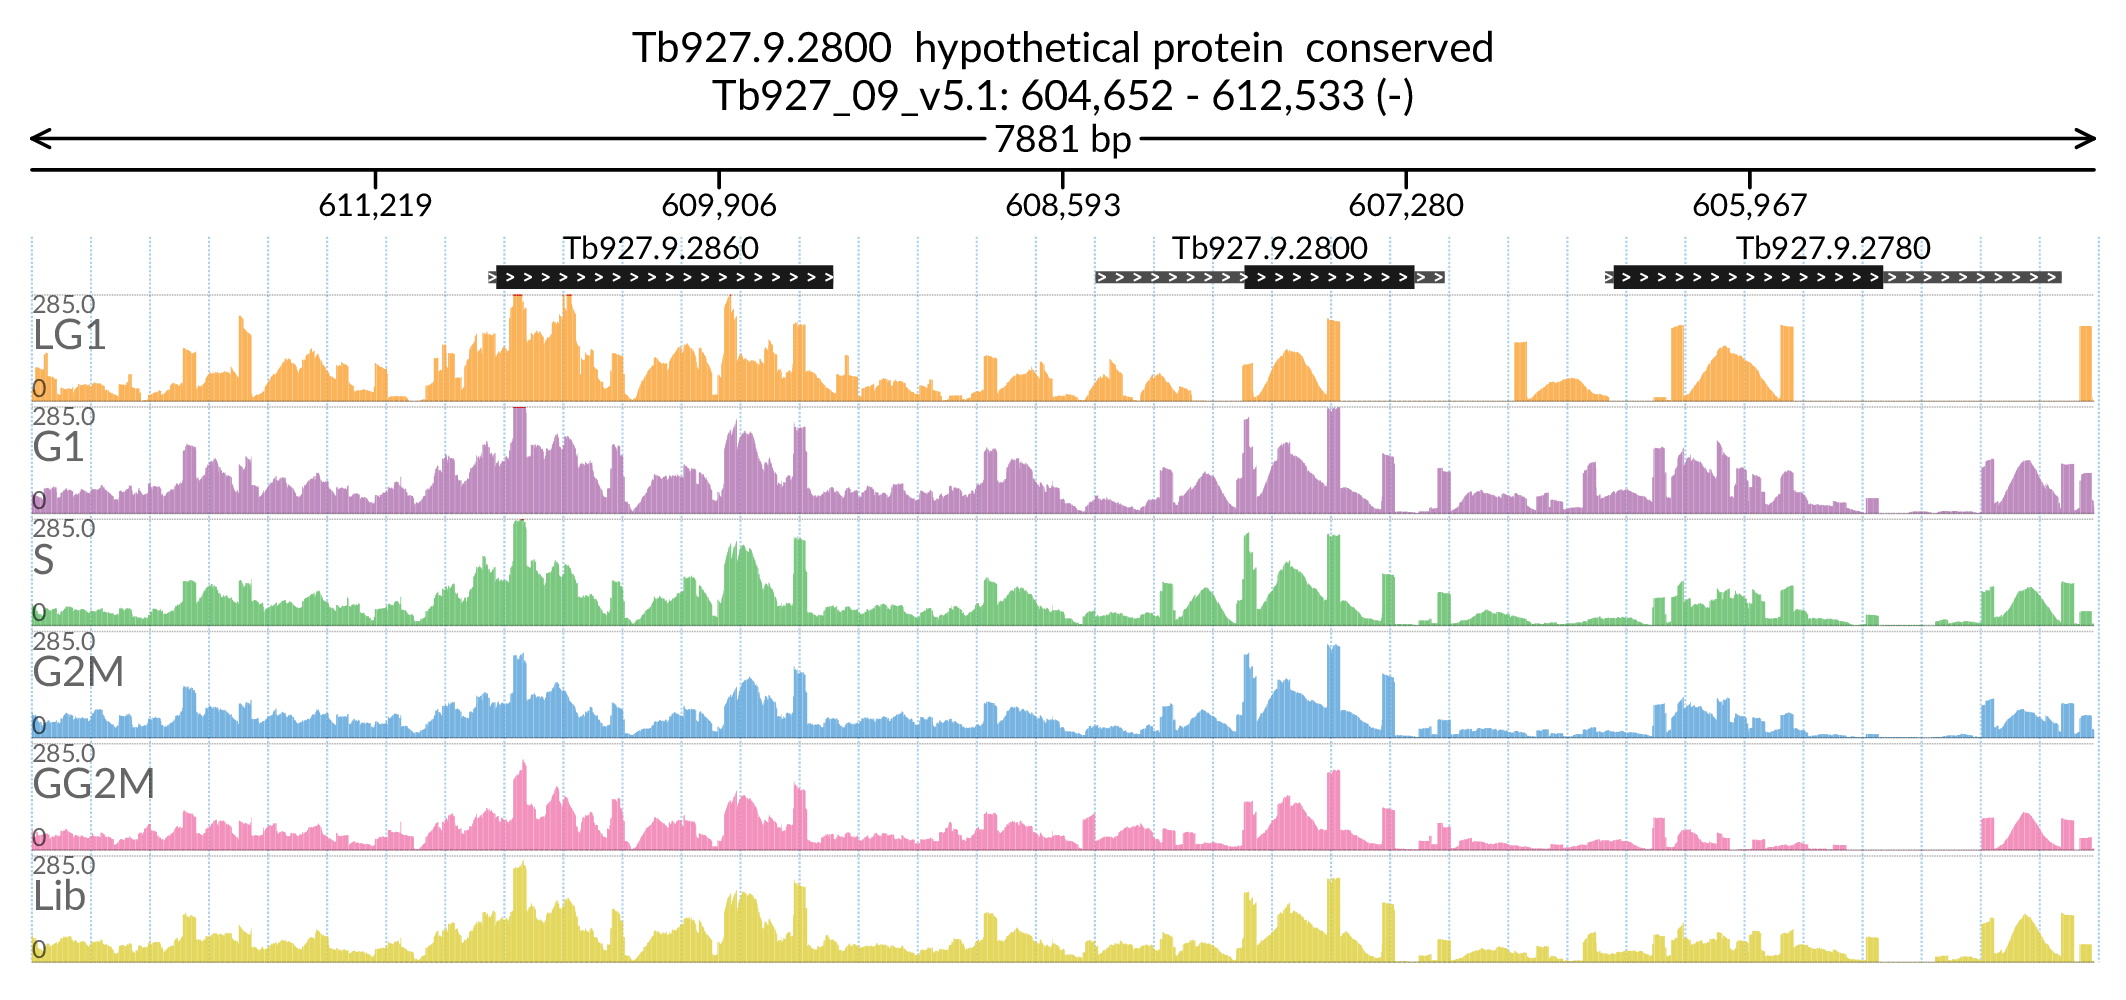 Tb927.9.2800  hypothetical protein  conserved
Tb927_09_v5.1: 604,652 - 612,533 (-)
7881 bp
611,219 609,906 608,593 607,280 605,967
Tb927.9.2860 Tb927.9.2800 Tb927.9.2780
285.0
LG1
0
285.0
G1
0
285.0
S
0
285.0
G2M
0
285.0
GG2M
0
285.0
Lib
0